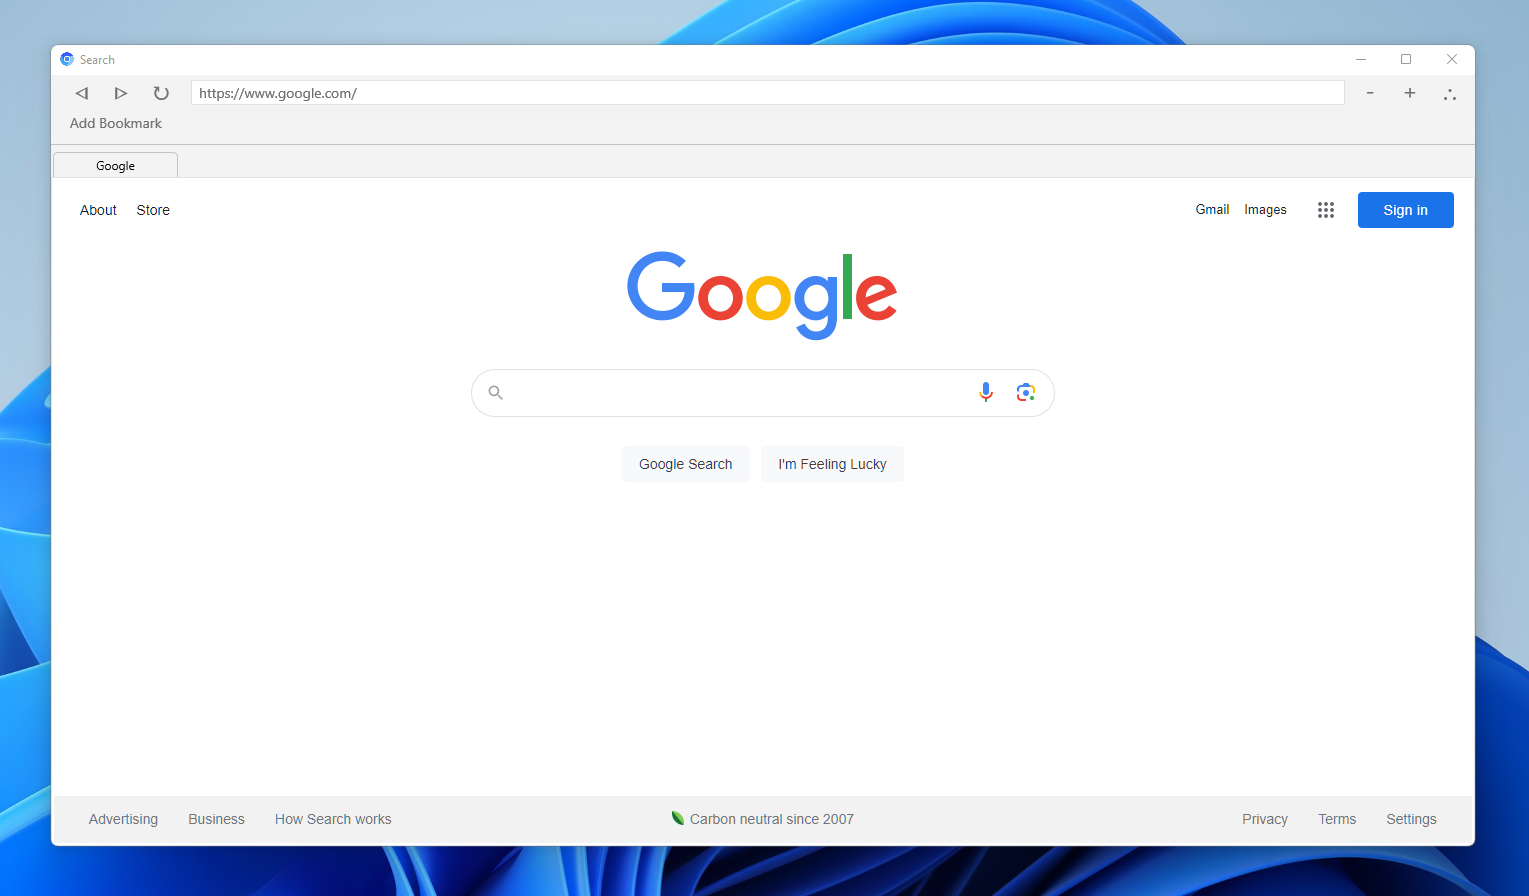 Search
https://www.google.com/
Add Bookmark
Google
About Store Gmail Images Sign in
Google
Google Search I'm Feeling Lucky
Advertising Business How Search works Carbon neutral since 2007 Privacy Terms Settings